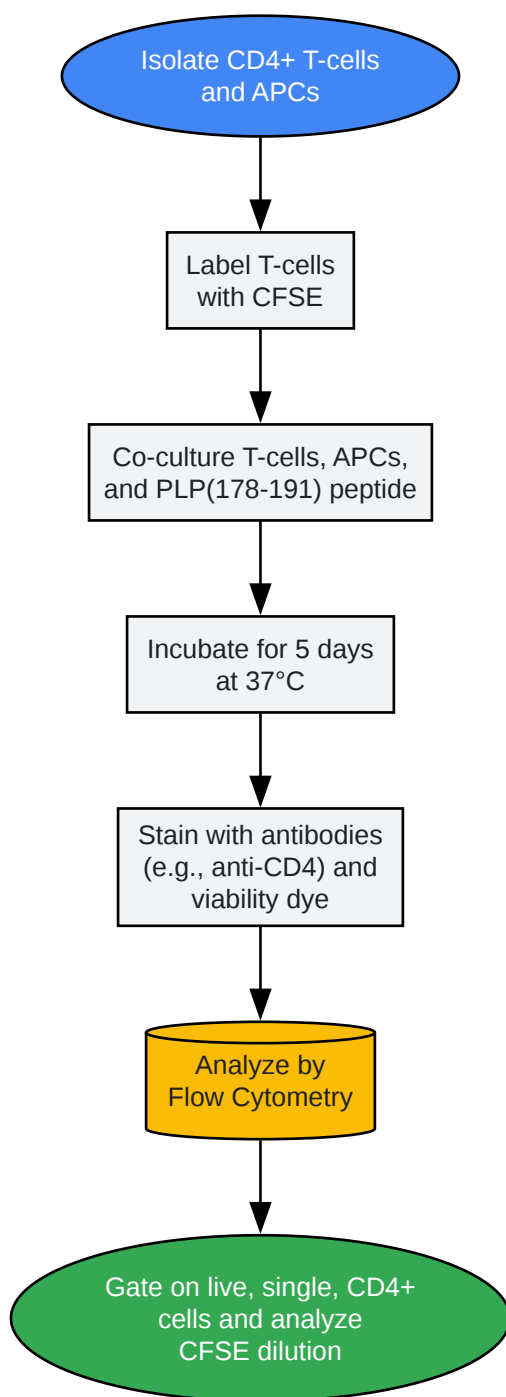 Isolate CD4+ T-cells
and APCs
Label T-cells
with CFSE
Co-culture T-cells, APCs,
and PLP(178-191) peptide
Incubate for 5 days
at 37°C
Stain with antibodies
(e.g., anti-CD4) and
viability dye
Analyze by
Flow Cytometry
Gate on live, single, CD4+
cells and analyze
CFSE dilution